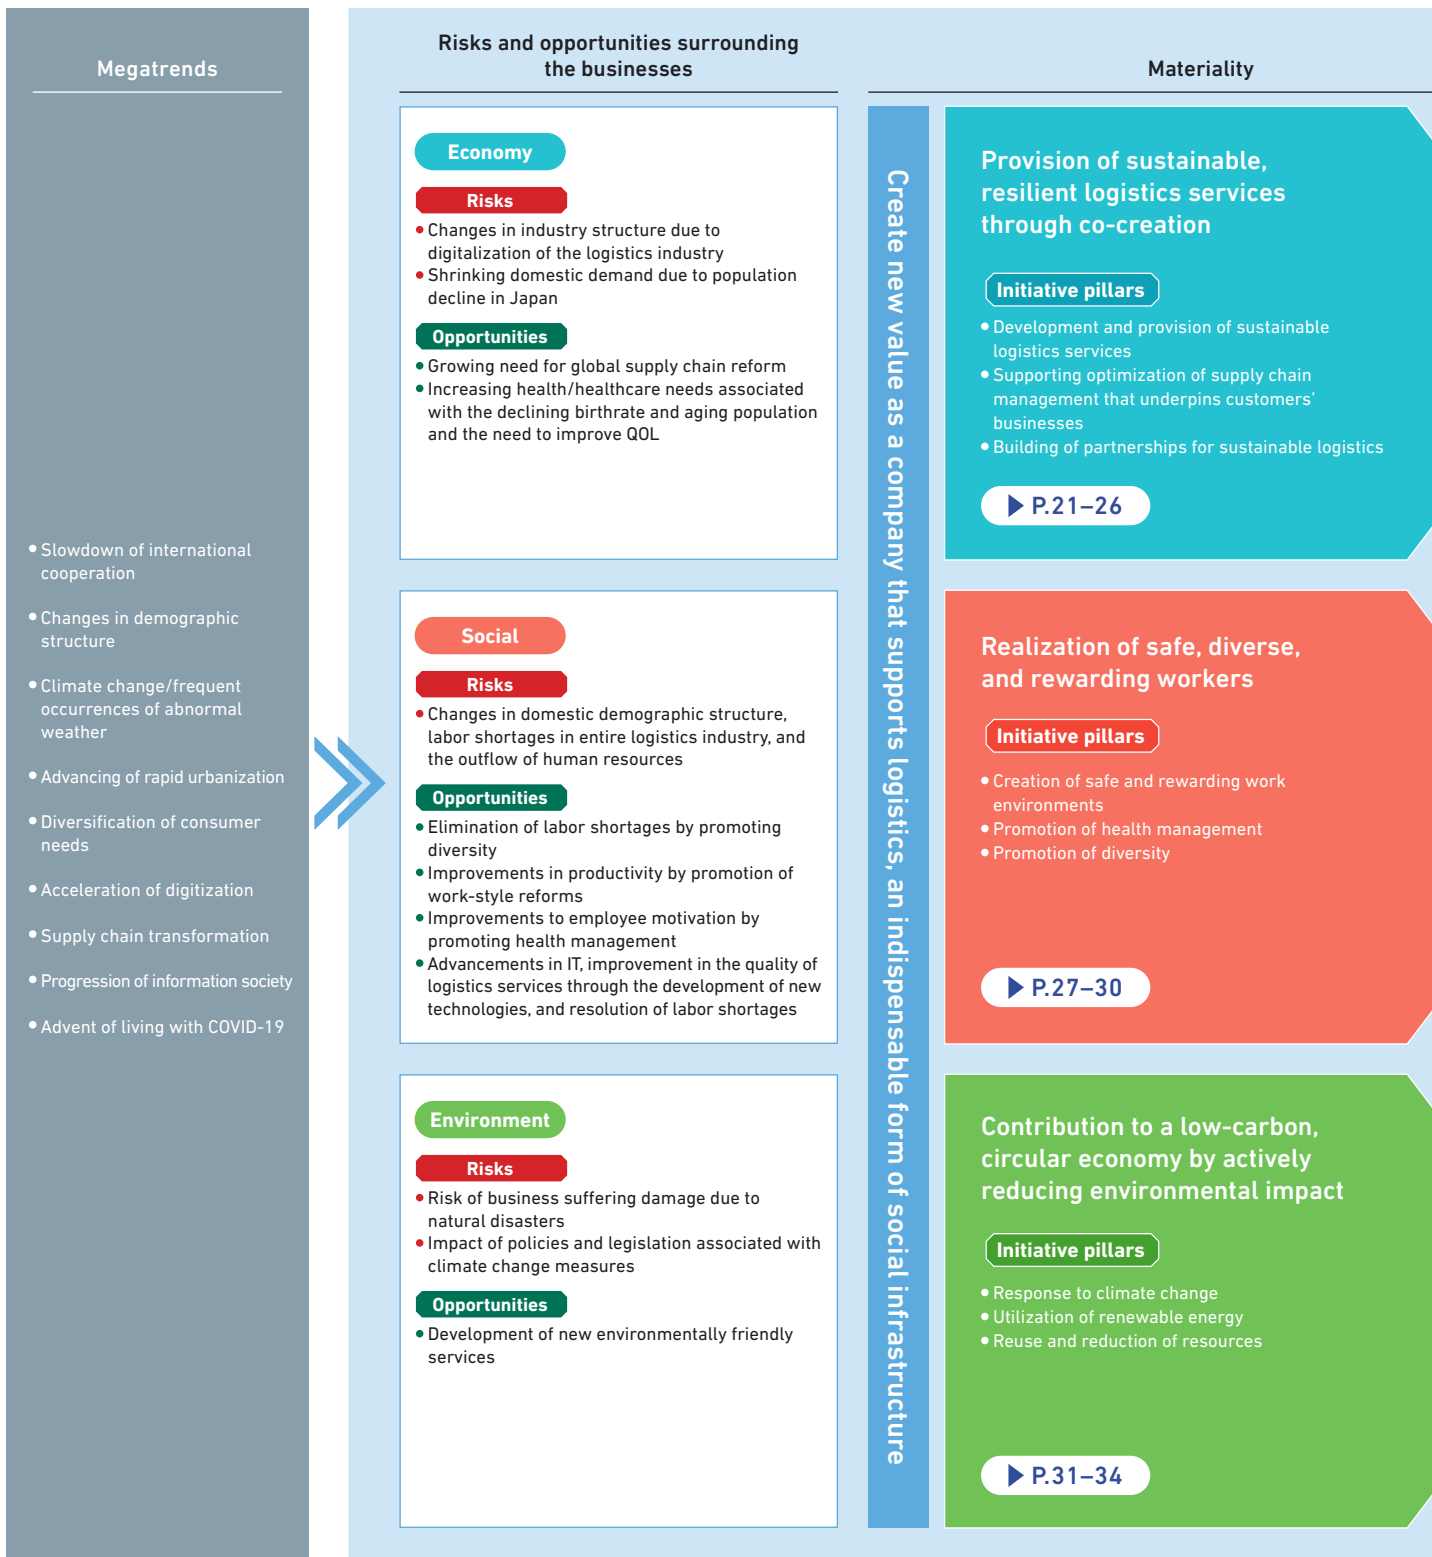 Megatrends
• Slowdown of international
cooperation
• Changes in demographic
structure
• Climate change/frequent
occurrences of abnormal
weather
• Advancing of rapid urbanization
• Diversification of consumer
needs
• Acceleration of digitization
• Supply chain transformation
• Progression of information society
• Advent of living with COVID-19
Risks and opportunities surrounding
the businesses
Economy
Risks
• Changes in industry structure due to
digitalization of the logistics industry
• Shrinking domestic demand due to population
decline in Japan
Opportunities
• Growing need for global supply chain reform
• Increasing health/healthcare needs associated
with the declining birthrate and aging population
and the need to improve QOL
Social
Risks
• Changes in domestic demographic structure,
labor shortages in entire logistics industry, and
the outflow of human resources
Opportunities
• Elimination of labor shortages by promoting
diversity
• Improvements in productivity by promotion of
work-style reforms
• Improvements to employee motivation by
promoting health management
• Advancements in IT, improvement in the quality of
logistics services through the development of new
technologies, and resolution of labor shortages
Environment
Risks
• Risk of business suffering damage due to
natural disasters
• Impact of policies and legislation associated with
climate change measures
Opportunities
• Development of new environmentally friendly
services
Materiality
Create new value as a company that supports logistics, an indispensable form of social infrastructure
Provision of sustainable,
resilient logistics services
through co-creation
Initiative pillars
• Development and provision of sustainable
logistics services
• Supporting optimization of supply chain
management that underpins customers'
businesses
• Building of partnerships for sustainable logistics
P.21–26
Realization of safe, diverse,
and rewarding workers
Initiative pillars
• Creation of safe and rewarding work
environments
• Promotion of health management
• Promotion of diversity
P.27–30
Contribution to a low-carbon,
circular economy by actively
reducing environmental impact
Initiative pillars
• Response to climate change
• Utilization of renewable energy
• Reuse and reduction of resources
P.31–34